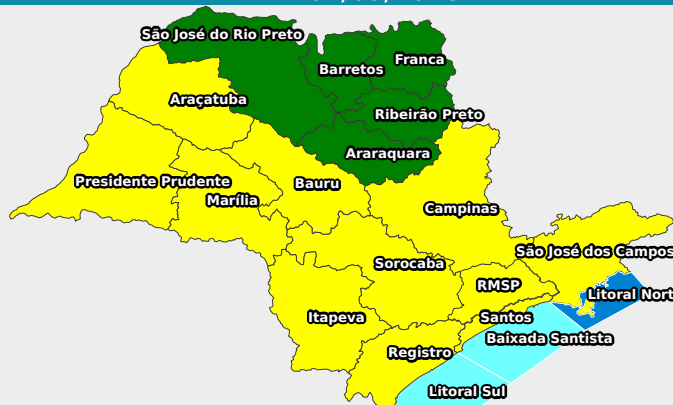 São José do Rio Preto
Franca
Barretos
Araçatuba
Ribeirão Preto
Araraquara
Presidente Prudente
Bauru
Marília
Campinas
São José dos Campos
Sorocaba
RMSP
Litoral Nort
Itapeva
Santos
Baixada Santista
Registro
Litoral Sul